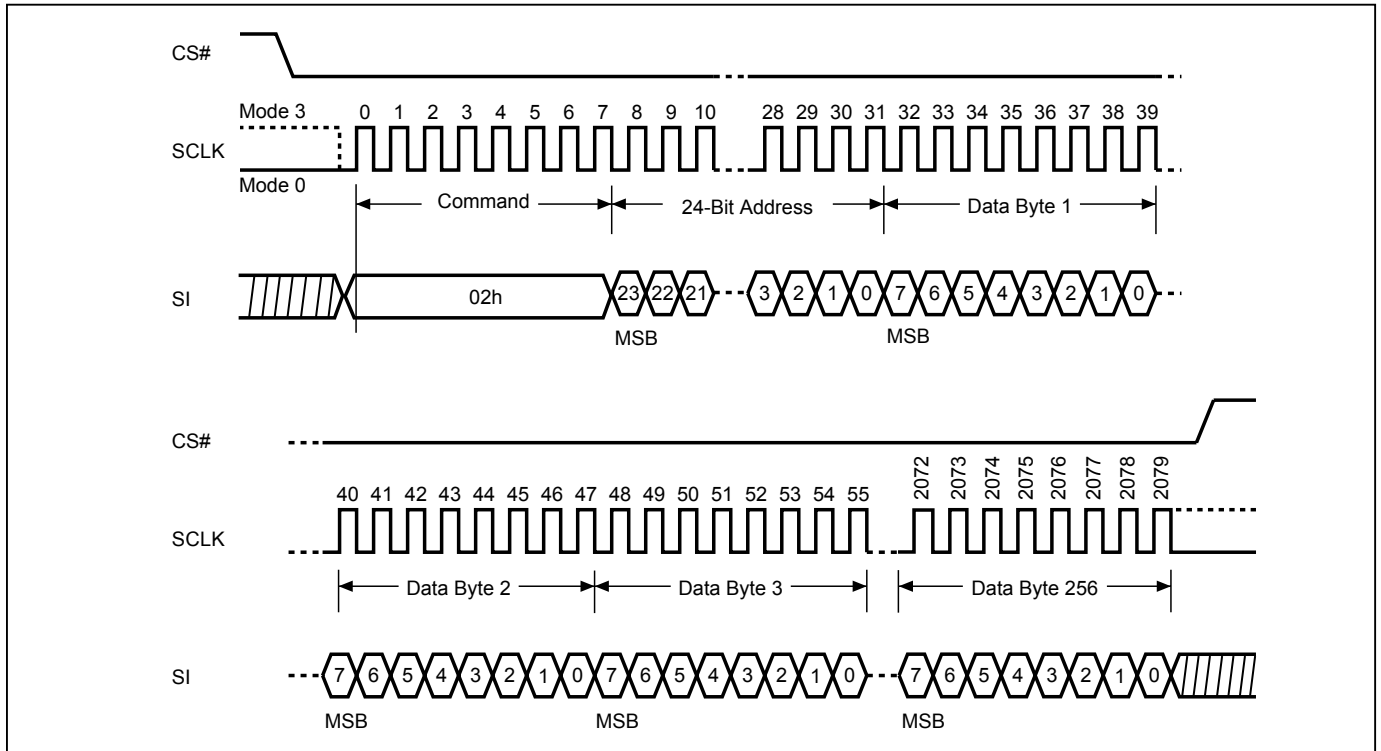 CS#
Mode 3
0 1 2 3 4 5 6 7 8 9 10 28 29 30 31 32 33 34 35 36 37 38 39
SCLK
Mode 0
Command
24-Bit Address
Data Byte 1
SI
02h
23 22 21 3 2 1 0 7 6 5 4 3 2 1 0
MSB
MSB
CS#
40 41 42 43 44 45 46 47 48 49 50 51 52 53 54 55 2072 2073 2074 2075 2076 2077 2078 2079
SCLK
Data Byte 2
Data Byte 3
Data Byte 256
SI
7 6 5 4 3 2 1 0 7 6 5 4 3 2 1 0 7 6 5 4 3 2 1 0
MSB
MSB
MSB